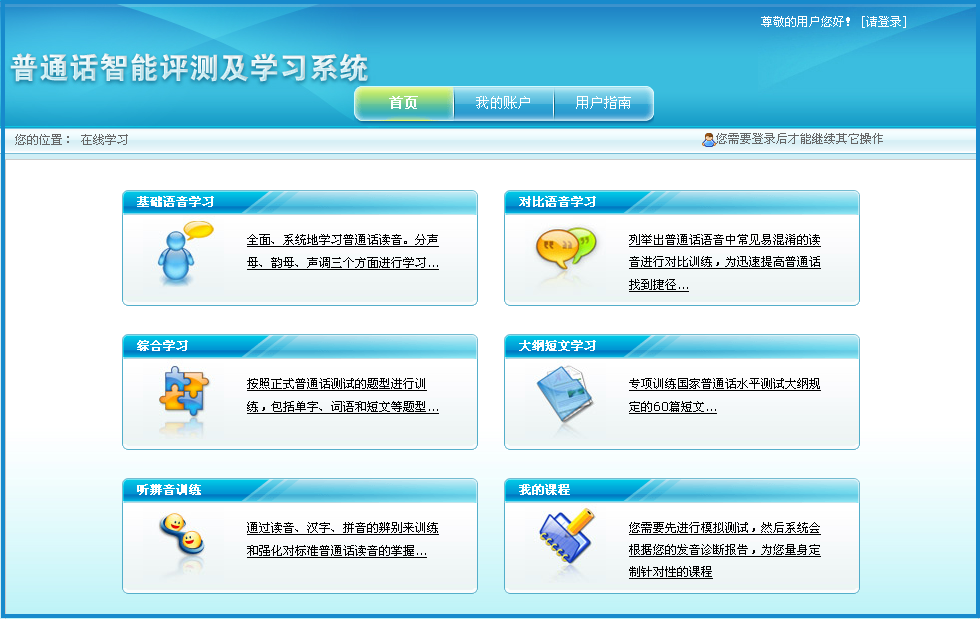 尊敬的用户您好! [请登录]
普通话智能评测及学习系统
首页 我的账户 用户指南
您的位置： 在线学习
您需要登录后才能继续其它操作
基础语音学习
全面、系统地学习普通话读音。分声
母、韵母、声调三个方面进行学习...
对比语音学习
列举出普通话语音中常见易混淆的读
音进行对比训练，为迅速提高普通话
找到捷径...
综合学习
按照正式普通话测试的题型进行训
练，包括单字、词语和短文等题型...
大纲短文学习
专项训练国家普通话水平测试大纲规
定的60篇短文...
听辨音训练
通过读音、汉字、拼音的辨别来训练
和强化对标准普通话读音的掌握...
我的课程
您需要先进行模拟测试，然后系统会
根据您的发音诊断报告，为您量身定
制针对性的课程